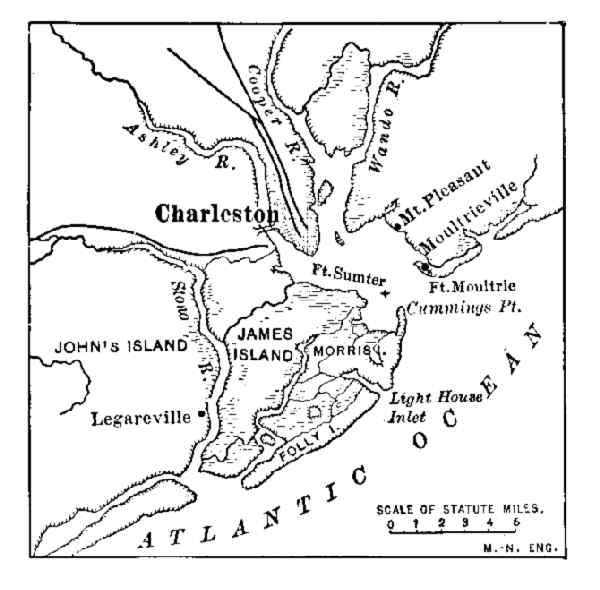 Cooper R.
Wando R.
Ashley R.
Mt. Pleasant
Moultrieville
Charleston
Ft. Sumter
Ft. Moultrie
Cummings Pt.
Stono R.
JOHN'S ISLAND
JAMES
ISLAND
MORRIS I.
Legareville
Light House
Inlet
FOLLY I.
ATLANTIC OCEAN
SCALE OF STATUTE MILES.
0 1 2 3 4 5
M.-N. ENG.